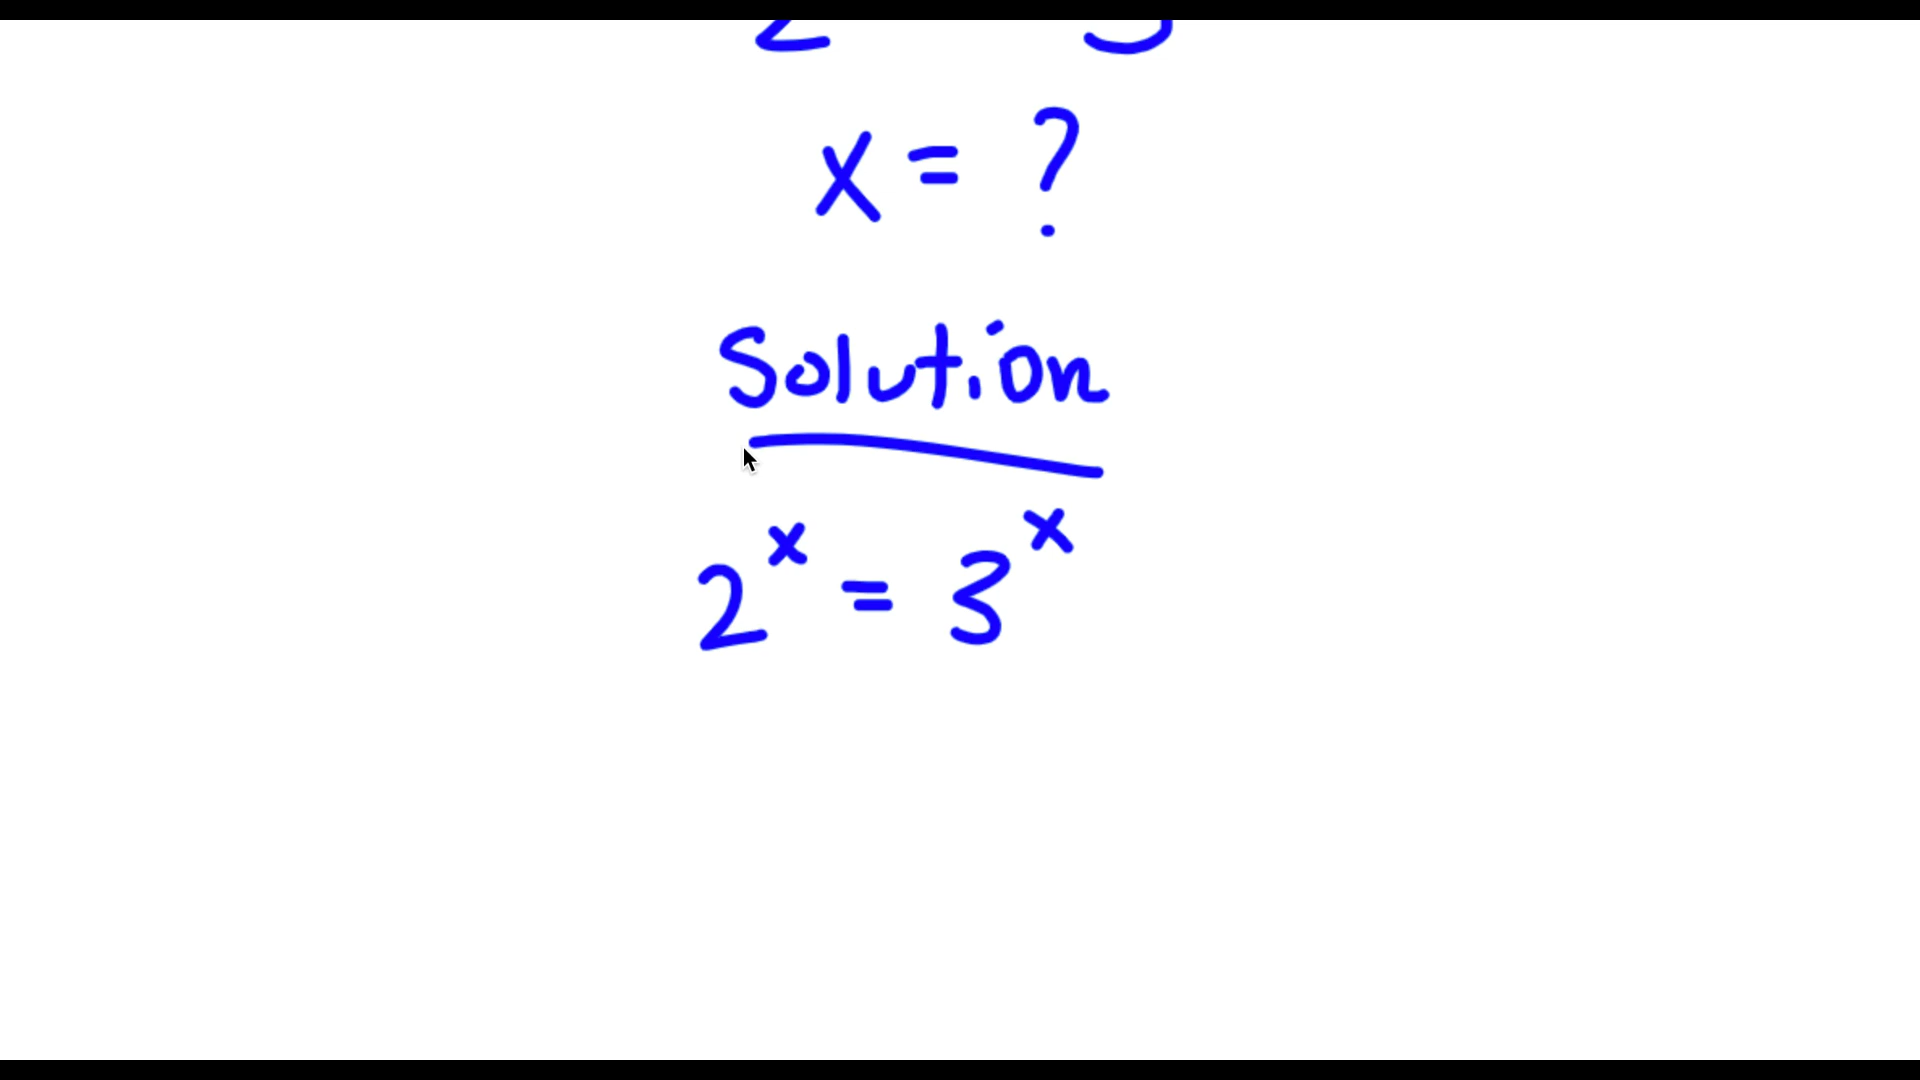 x = ?
Solution
2^x = 3^x